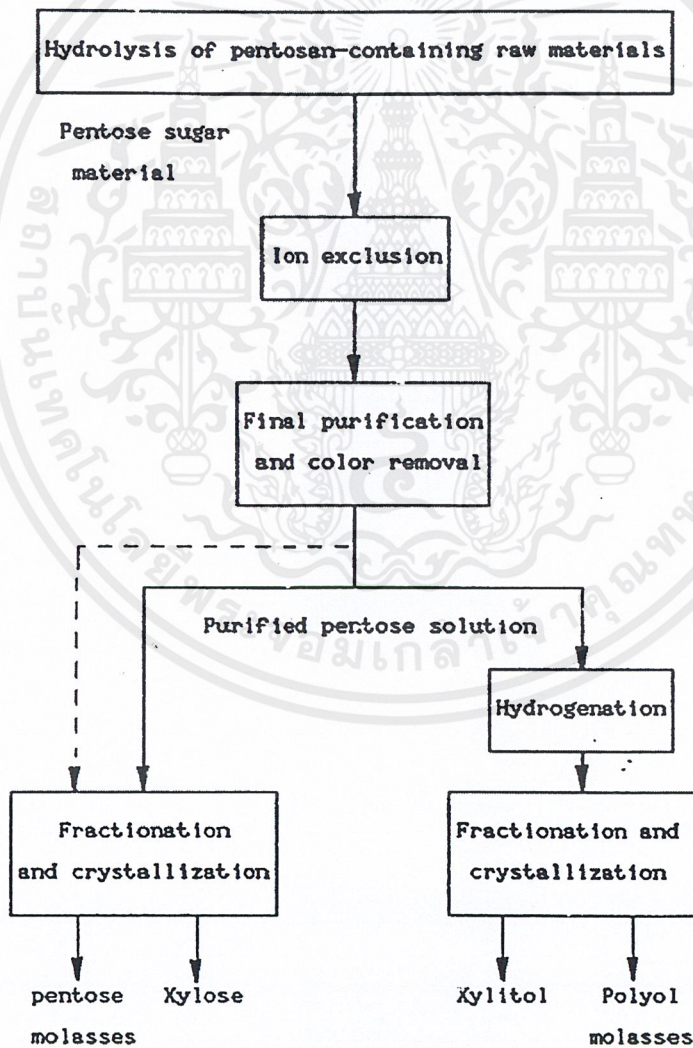 Hydrolysis of pentosan-containing raw materials
Pentose sugar
material
Ion exclusion
Final purification
and color removal
Purified pentose solution
Hydrogenation
Fractionation
and crystallization
Fractionation and
crystallization
pentose
molasses
Xylose
Xylitol
Polyol
molasses